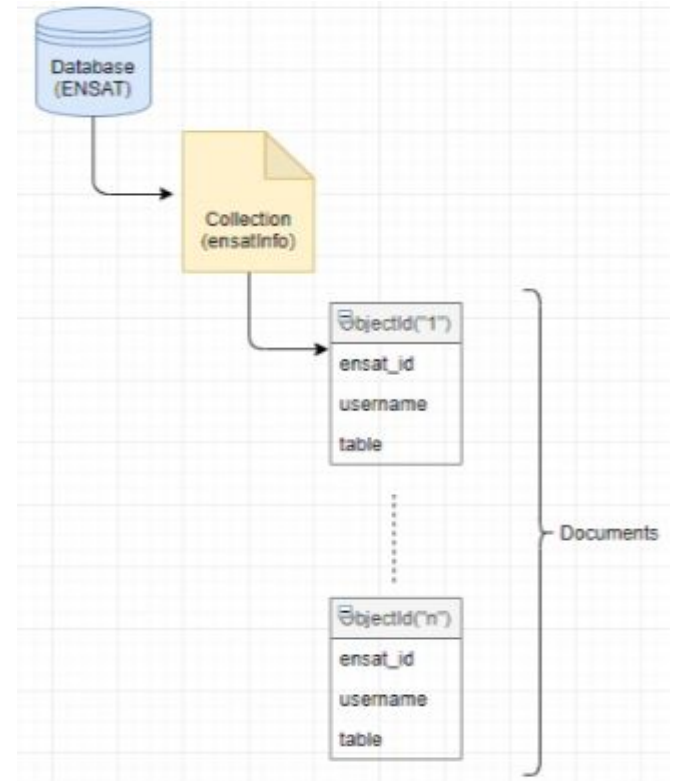 Database
(ENSAT)
Collection
(ensatInfo)
ObjectId("1")
ensat_id
username
table
Documents
ObjectId("n")
ensat_id
username
table